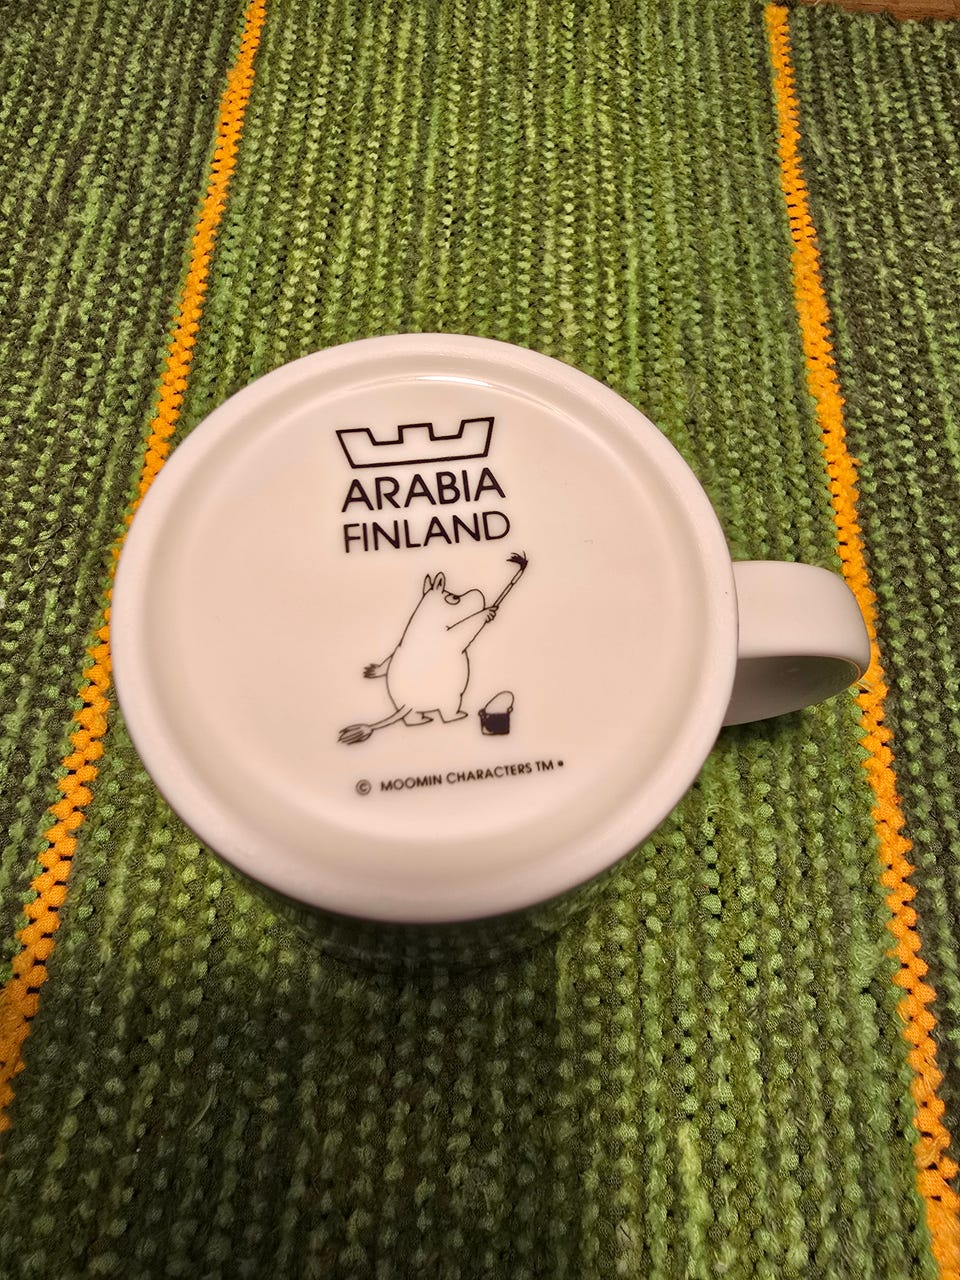 ARABIA
FINLAND
© MOOMIN CHARACTERS TM •